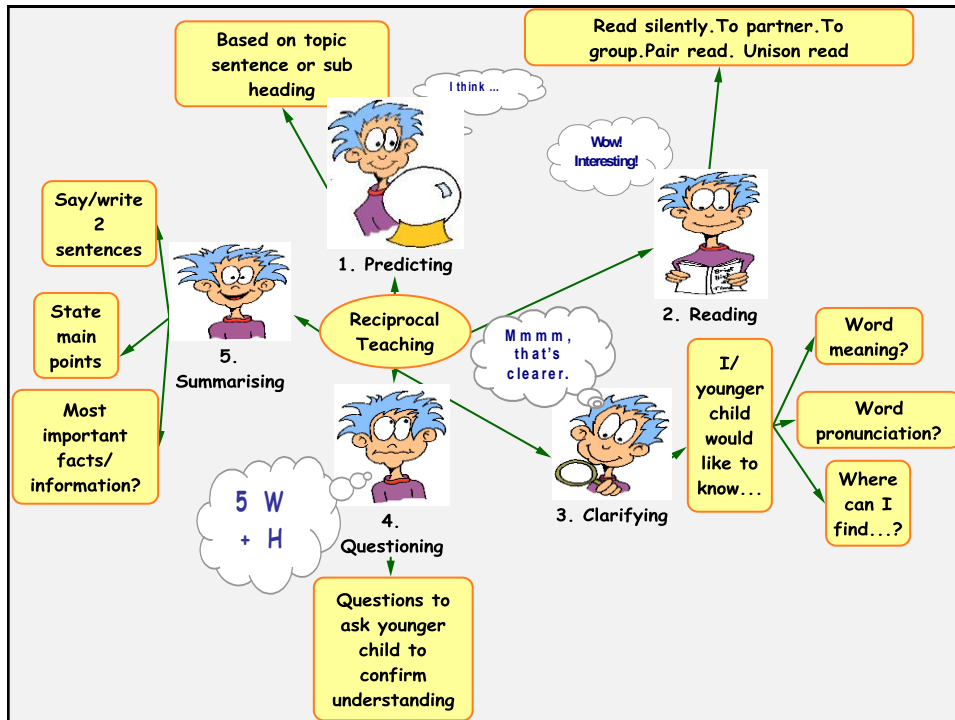 Based on topic
sentence or sub
heading
I think ...
1. Predicting
Read silently.To partner.To
group.Pair read. Unison read
Wow!
Interesting!
2. Reading
Reciprocal
Teaching
Mmmm,
that's
clearer.
3. Clarifying
I/
younger
child
would
like to
know...
Word
meaning?
Word
pronunciation?
Where
can I
find...?
5 W
+ H
4.
Questioning
Questions to
ask younger
child to
confirm
understanding
5.
Summarising
Say/write
2
sentences
State
main
points
Most
important
facts/
information?